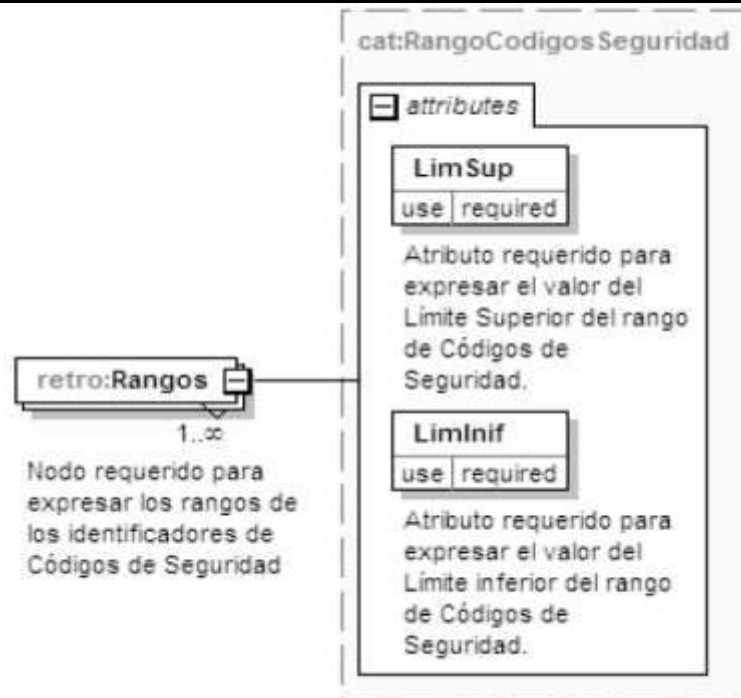 cat:RangoCodigosSeguridad
attributes
LimSup
use required
Atributo requerido para
expresar el valor del
Límite Superior del rango
de Códigos de
Seguridad.
retro:Rangos
1..∞
Nodo requerido para
expresar los rangos de
los identificadores de
Códigos de Seguridad
LimInif
use required
Atributo requerido para
expresar el valor del
Límite inferior del rango
de Códigos de
Seguridad.